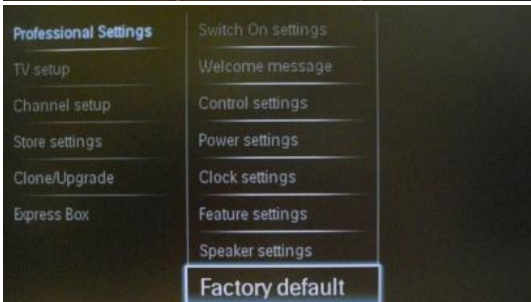 Professional Settings
TV setup
Channel setup
Store settings
Clone/Upgrade
Express Box
Switch On settings
Welcome message
Control settings
Power settings
Clock settings
Feature settings
Speaker settings
Factory default